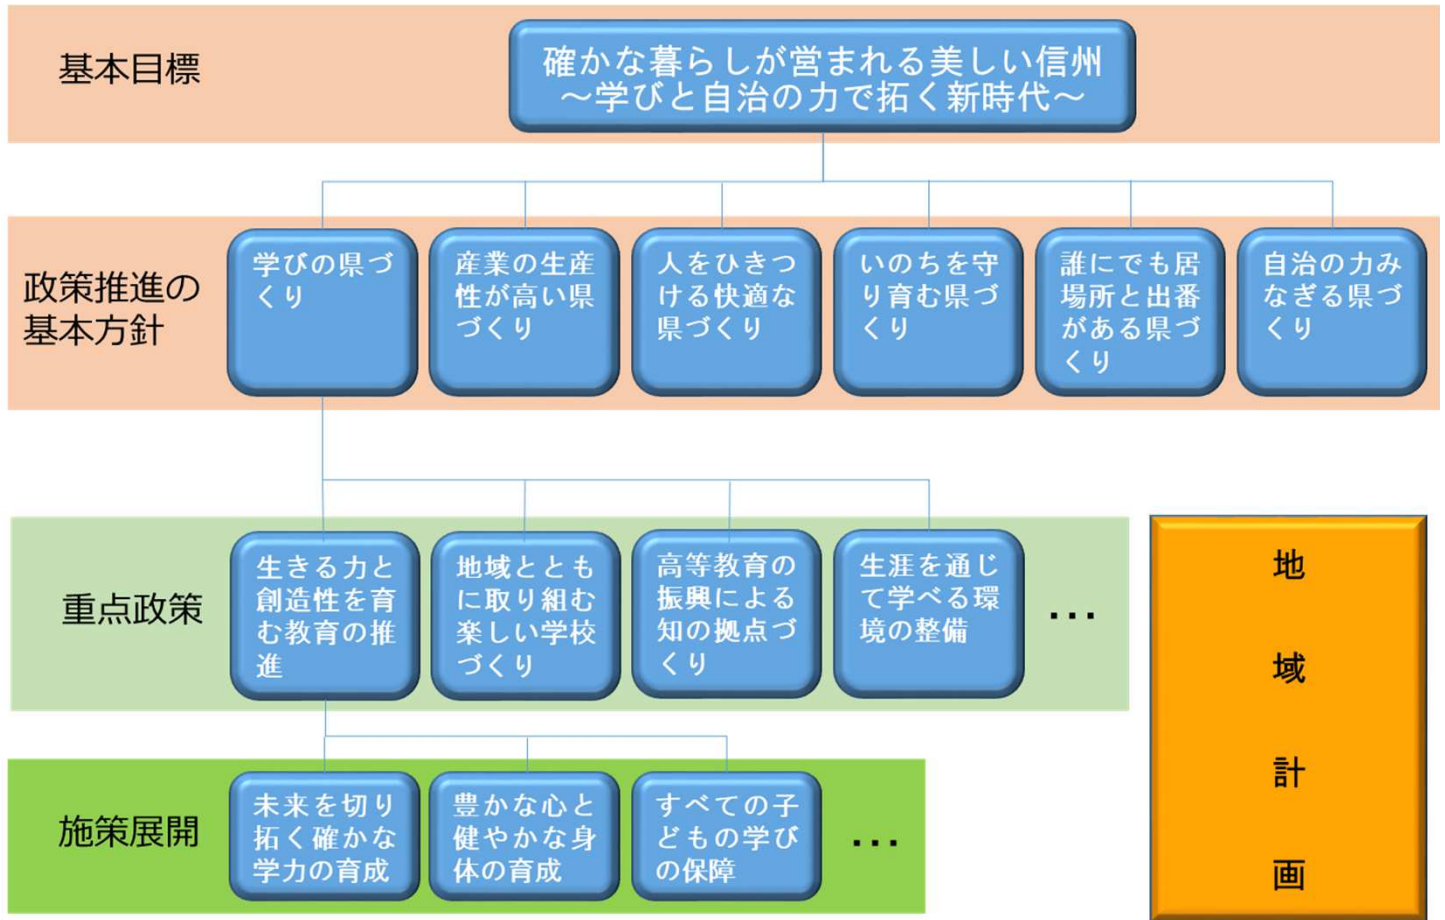 基本目標
確かな暮らしが営まれる美しい信州
～学びと自治の力で拓く新時代～
政策推進の
基本方針
学びの県づ
くり
産業の生産
性が高い県
づくり
人をひきつ
ける快適な
県づくり
いのちを守
り育む県づ
くり
誰にでも居
場所と出番
がある県づ
くり
自治の力み
なぎる県づ
くり
重点政策
生きる力と
創造性を育
む教育の推
進
地域ととも
に取り組む
楽しい学校
づくり
高等教育の
振興による
知の拠点づ
くり
生涯を通じ
て学べる環
境の整備
…
施策展開
未来を切り
拓く確かな
学力の育成
豊かな心と
健やかな身
体の育成
すべての子
どもの学び
の保障
…
地
域
計
画